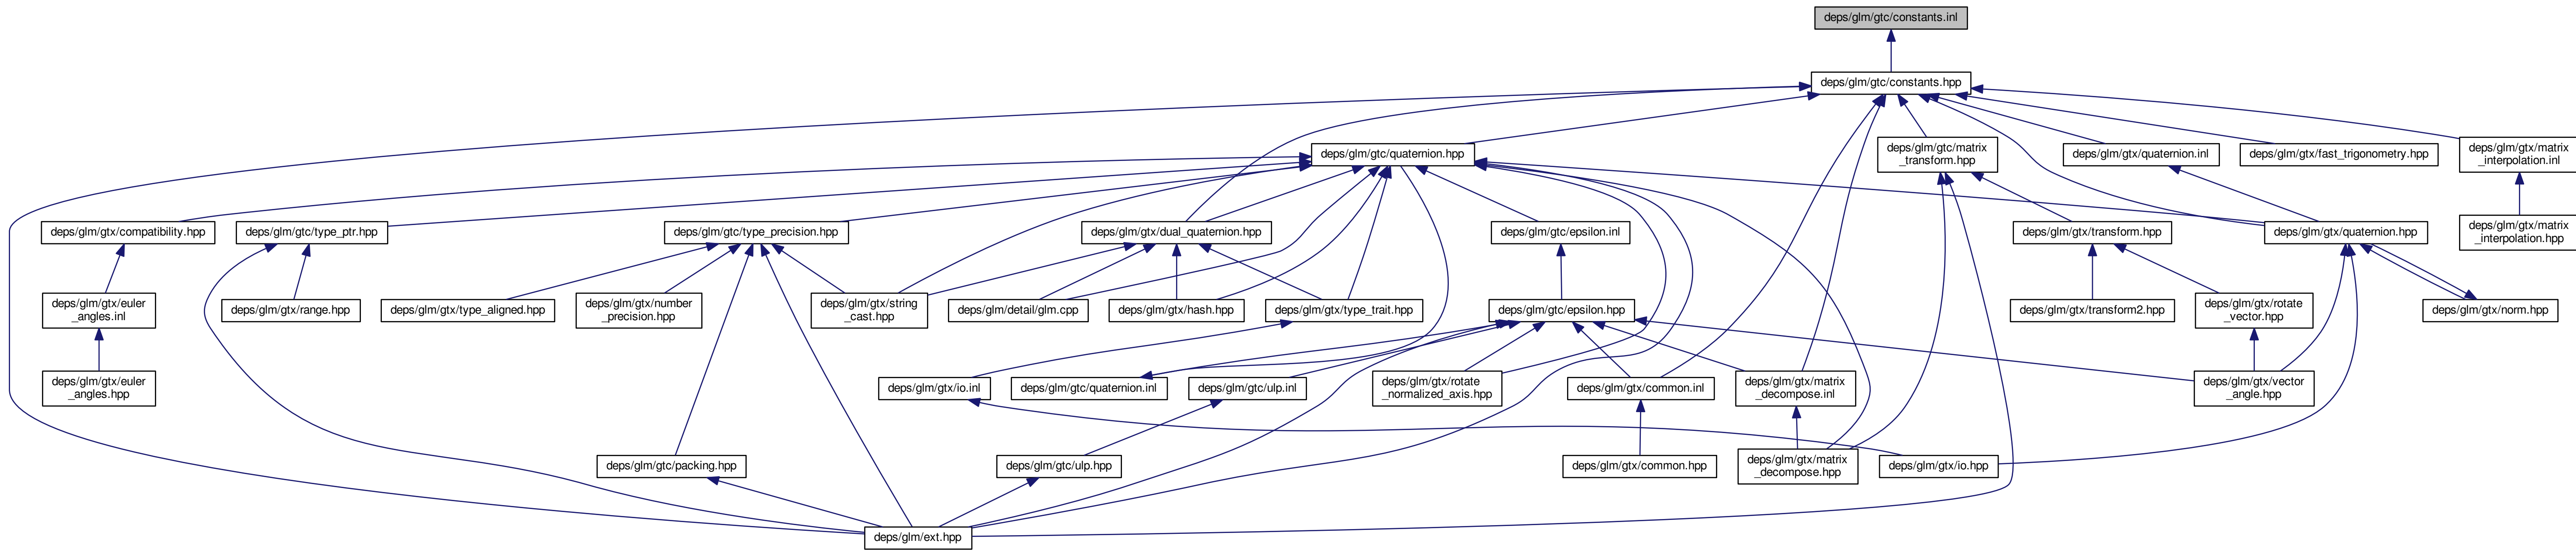 deps/glm/gtc/constants.inl
deps/glm/gtc/constants.hpp
deps/glm/gtc/quaternion.hpp
deps/glm/gtc/matrix
_transform.hpp
deps/glm/gtx/quaternion.inl
deps/glm/gtx/fast_trigonometry.hpp
deps/glm/gtx/matrix
_interpolation.inl
deps/glm/gtx/compatibility.hpp
deps/glm/gtc/type_ptr.hpp
deps/glm/gtc/type_precision.hpp
deps/glm/gtx/dual_quaternion.hpp
deps/glm/gtc/epsilon.inl
deps/glm/gtx/transform.hpp
deps/glm/gtx/quaternion.hpp
deps/glm/gtx/matrix
_interpolation.hpp
deps/glm/gtx/euler
_angles.inl
deps/glm/gtx/range.hpp
deps/glm/gtx/type_aligned.hpp
deps/glm/gtx/number
_precision.hpp
deps/glm/gtx/string
_cast.hpp
deps/glm/detail/glm.cpp
deps/glm/gtx/hash.hpp
deps/glm/gtx/type_trait.hpp
deps/glm/gtc/epsilon.hpp
deps/glm/gtx/transform2.hpp
deps/glm/gtx/rotate
_vector.hpp
deps/glm/gtx/norm.hpp
deps/glm/gtx/euler
_angles.hpp
deps/glm/gtx/io.inl
deps/glm/gtc/quaternion.inl
deps/glm/gtc/ulp.inl
deps/glm/gtx/rotate
_normalized_axis.hpp
deps/glm/gtx/common.inl
deps/glm/gtx/matrix
_decompose.inl
deps/glm/gtx/vector
_angle.hpp
deps/glm/gtc/packing.hpp
deps/glm/gtc/ulp.hpp
deps/glm/gtx/common.hpp
deps/glm/gtx/matrix
_decompose.hpp
deps/glm/gtx/io.hpp
deps/glm/ext.hpp